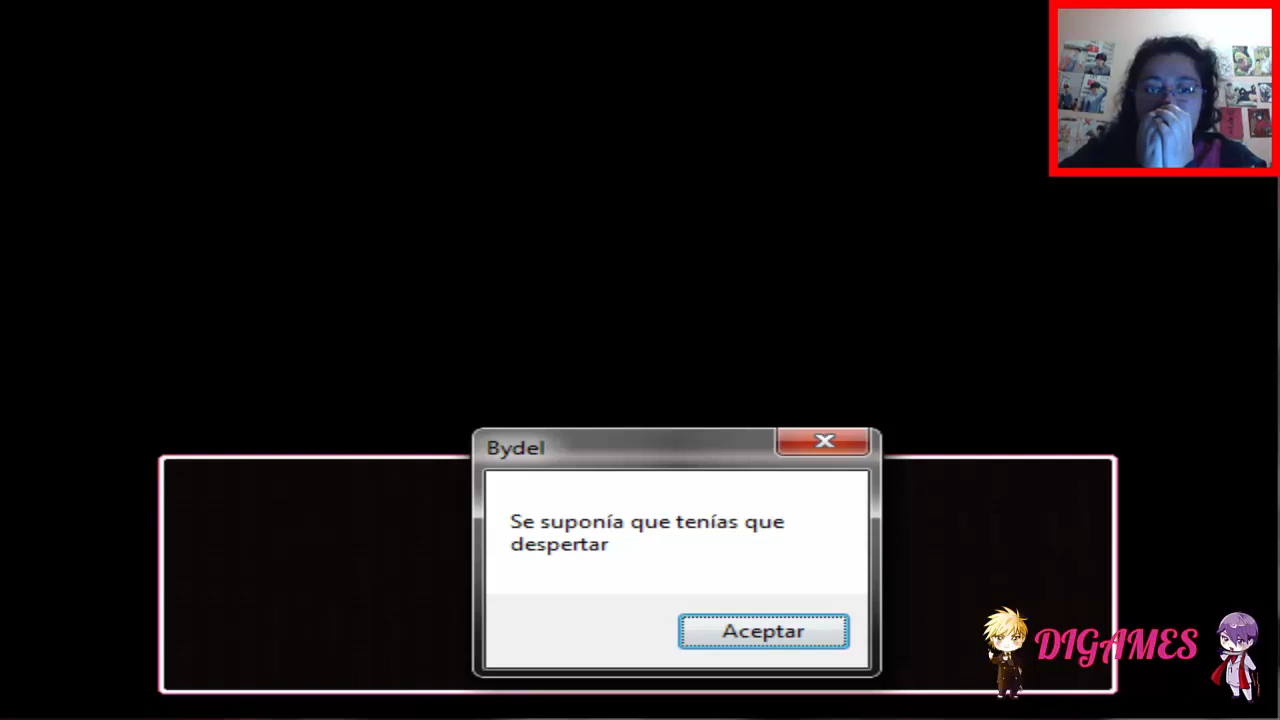 Bydel
Se suponía que tenías que
despertar
Aceptar
DIGAMES